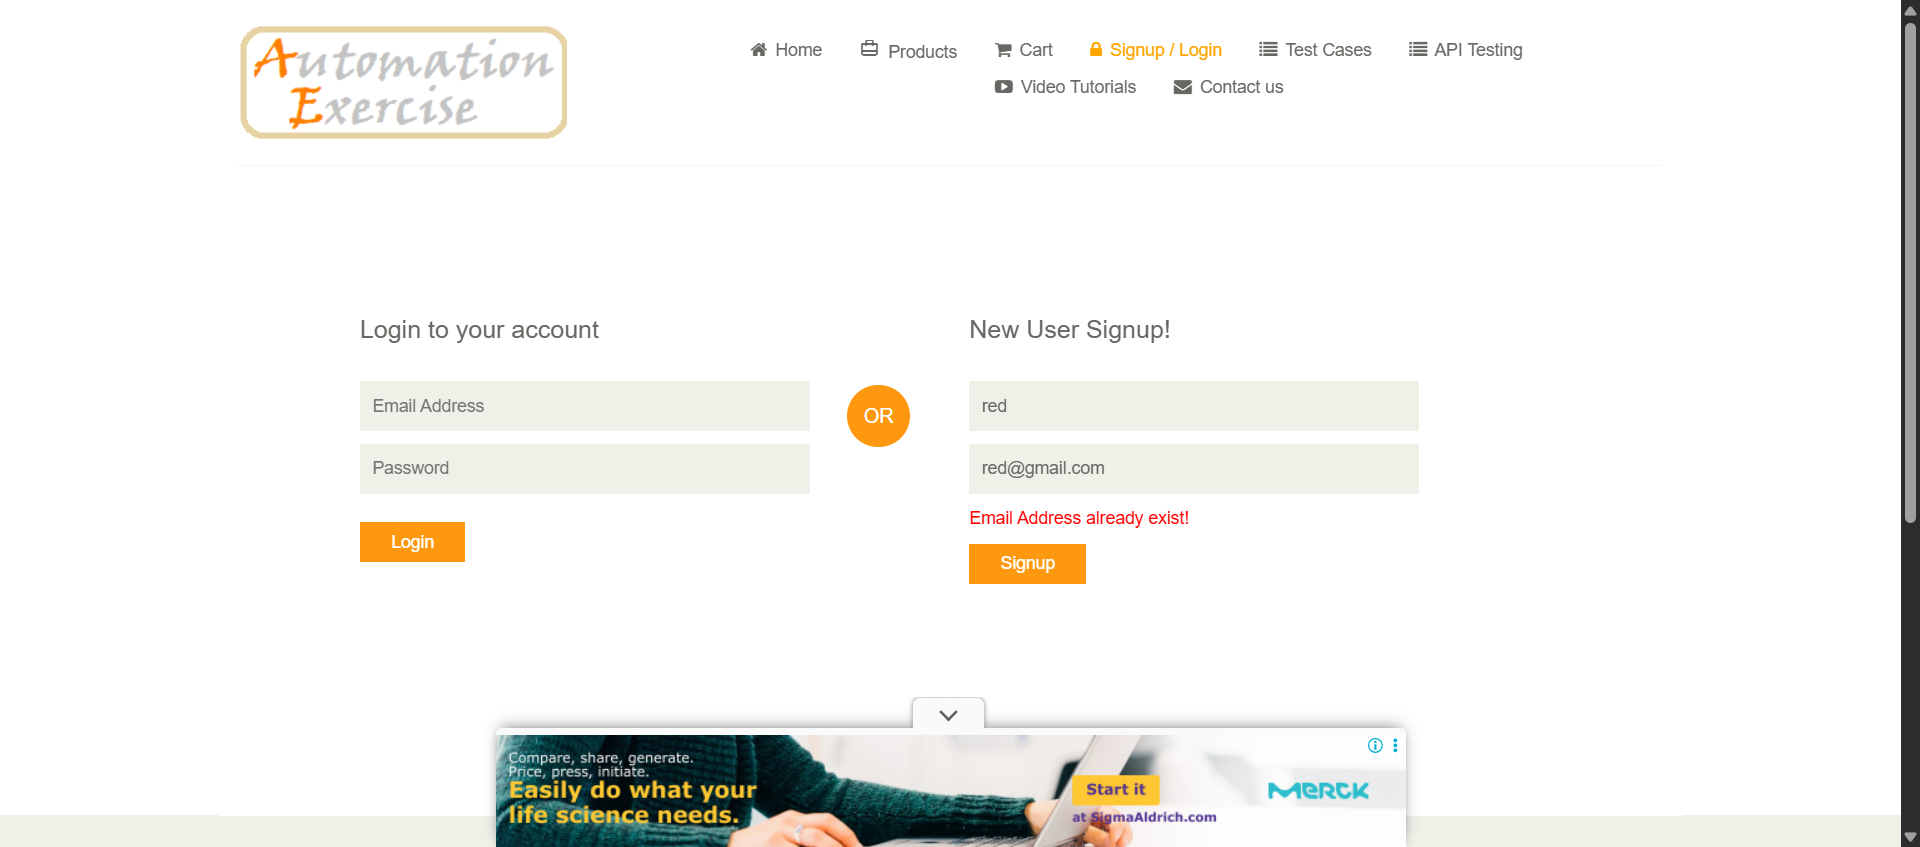 Automation
Exercise
Home
Products
Cart
Signup / Login
Test Cases
API Testing
Video Tutorials
Contact us
Login to your account
Email Address
Password
Login
OR
New User Signup!
red
red@gmail.com
Email Address already exist!
Signup
Compare, share, generate.
Price, press, initiate.
Easily do what your
life science needs.
Start it
at SigmaAldrich.com
MERCK